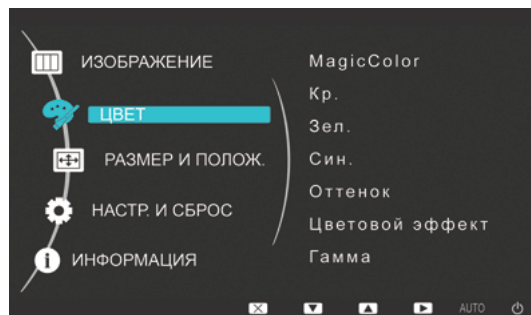 ИЗОБРАЖЕНИЕ
ЦВЕТ
РАЗМЕР И ПОЛОЖ.
НАСТР. И СБРОС
ИНФОРМАЦИЯ
MagicColor
Кр.
Зел.
Син.
Оттенок
Цветовой эффект
Гамма
AUTO